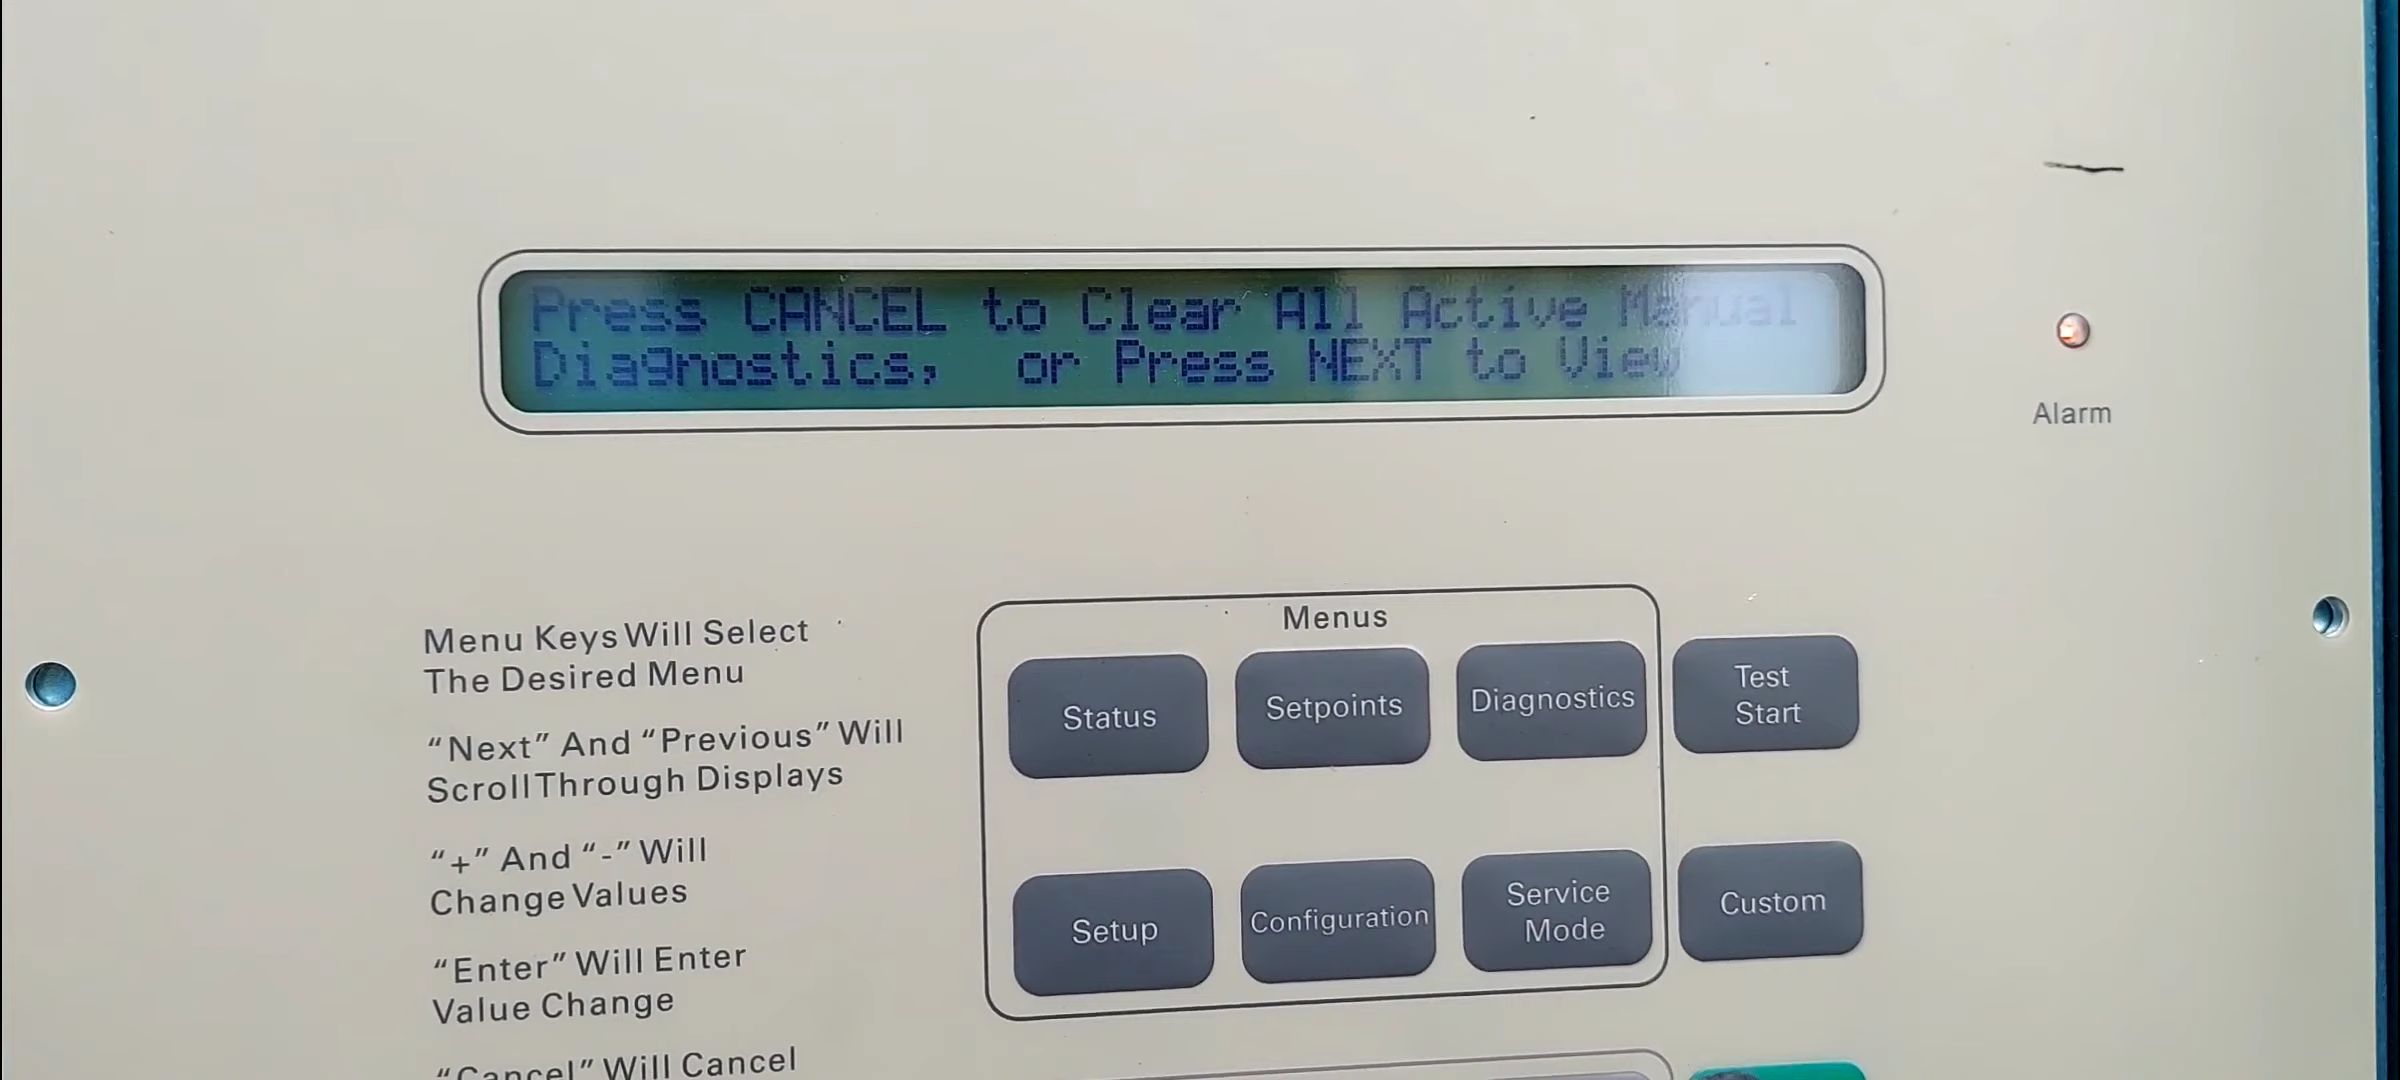 Press CANCEL to Clear All Active Manual
Diagnostics, or Press NEXT to View
Alarm
Menu Keys Will Select
The Desired Menu
“Next” And “Previous” Will
Scroll Through Displays
“+” And “-” Will
Change Values
“Enter” Will Enter
Value Change
“Cancel” Will Cancel
Menus
Status
Setpoints
Diagnostics
Test
Start
Setup
Configuration
Service
Mode
Custom